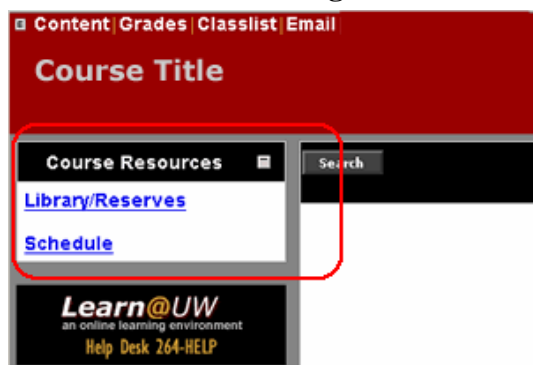 Content|Grades|Classlist|Email
Course Title
Course Resources
Search
Library/Reserves
Schedule
Learn@UW
an online learning environment
Help Desk 264-HELP